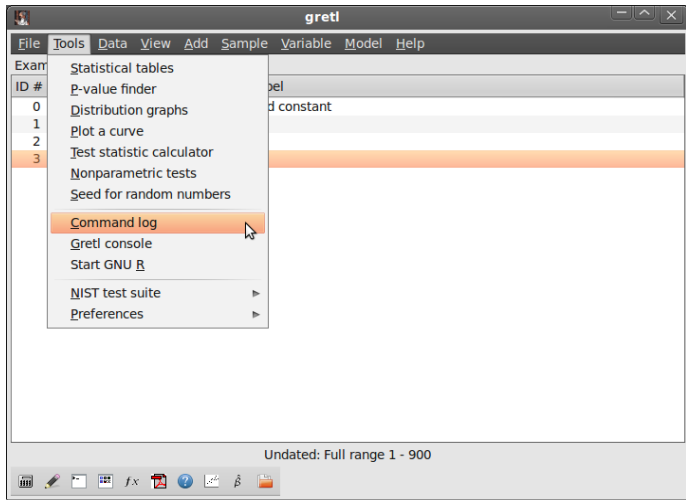 gretl
File Tools Data View Add Sample Variable Model Help
Exam
ID #
bel
0
d constant
1
2
3
Statistical tables
P-value finder
Distribution graphs
Plot a curve
Test statistic calculator
Nonparametric tests
Seed for random numbers
Command log
Gretl console
Start GNU R
NIST test suite
Preferences
Undated: Full range 1 - 900
fx
β̂